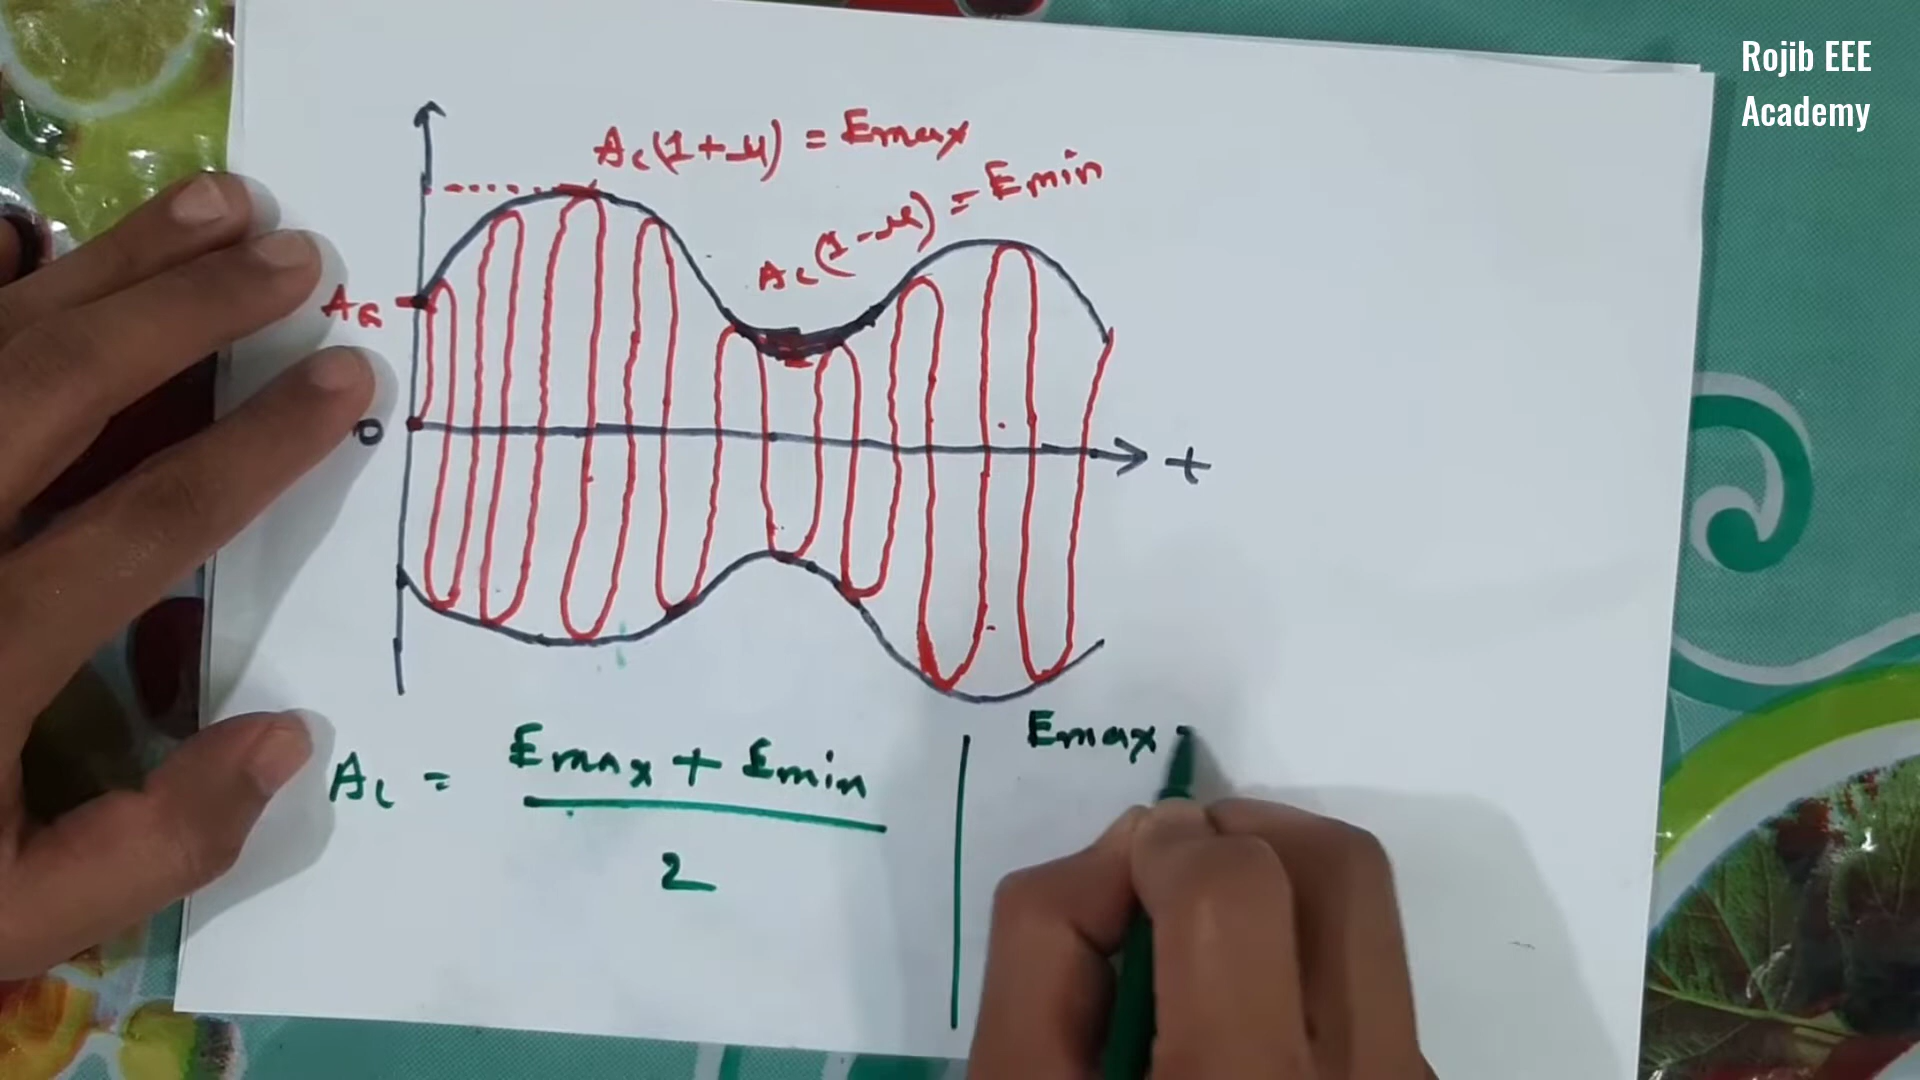 Rojib EEE
Academy
Ac(1+μ) = Emax
Ac(1-μ) = Emin
Ac
0
t
Ac = Emax + Emin
2
Emax =